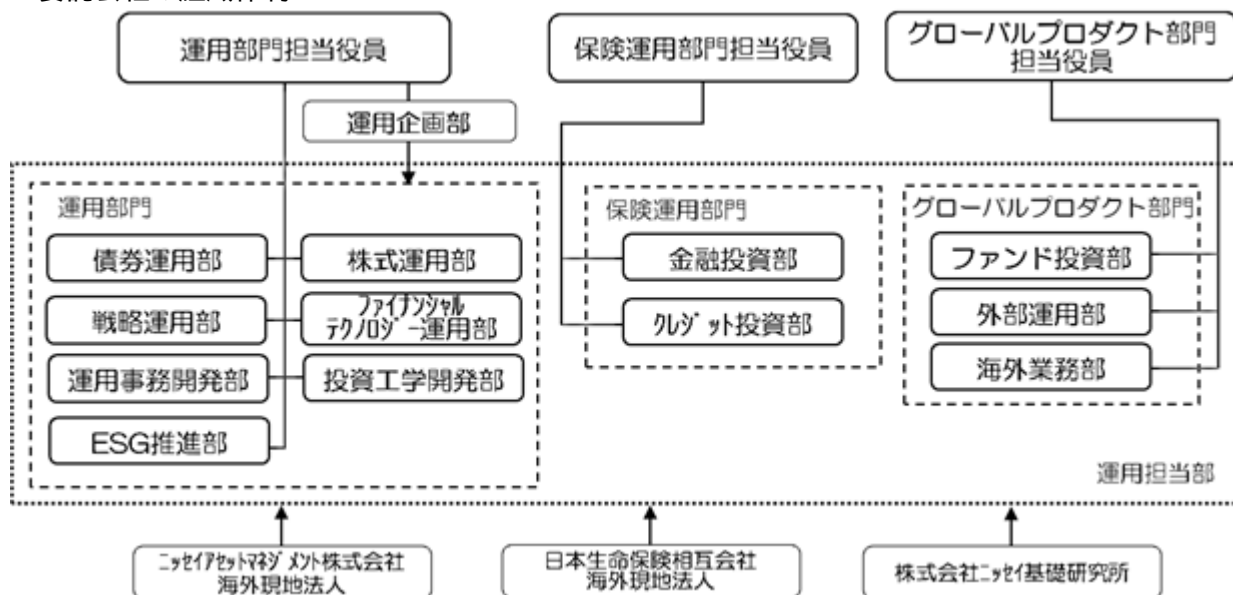 運用部門担当役員
保険運用部門担当役員
グローバルプロダクト部門
担当役員
運用企画部
運用部門
債券運用部
株式運用部
戦略運用部
ファイナンシャル
テクノロジー運用部
運用事務開発部
投資工学開発部
ESG推進部
保険運用部門
金融投資部
クレジット投資部
グローバルプロダクト部門
ファンド投資部
外部運用部
海外業務部
運用担当部
ニッセイアセットマネジメント株式会社
海外現地法人
日本生命保険相互会社
海外現地法人
株式会社ニッセイ基礎研究所